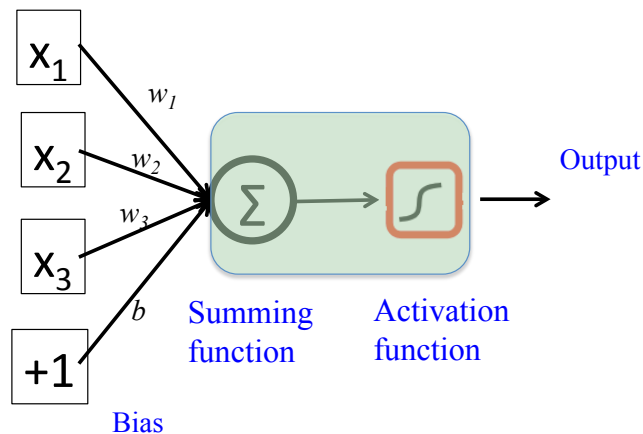 x₁
w₁
x₂
w₂
Σ
Output
w₃
x₃
b
Summing function
Activation function
+1
Bias